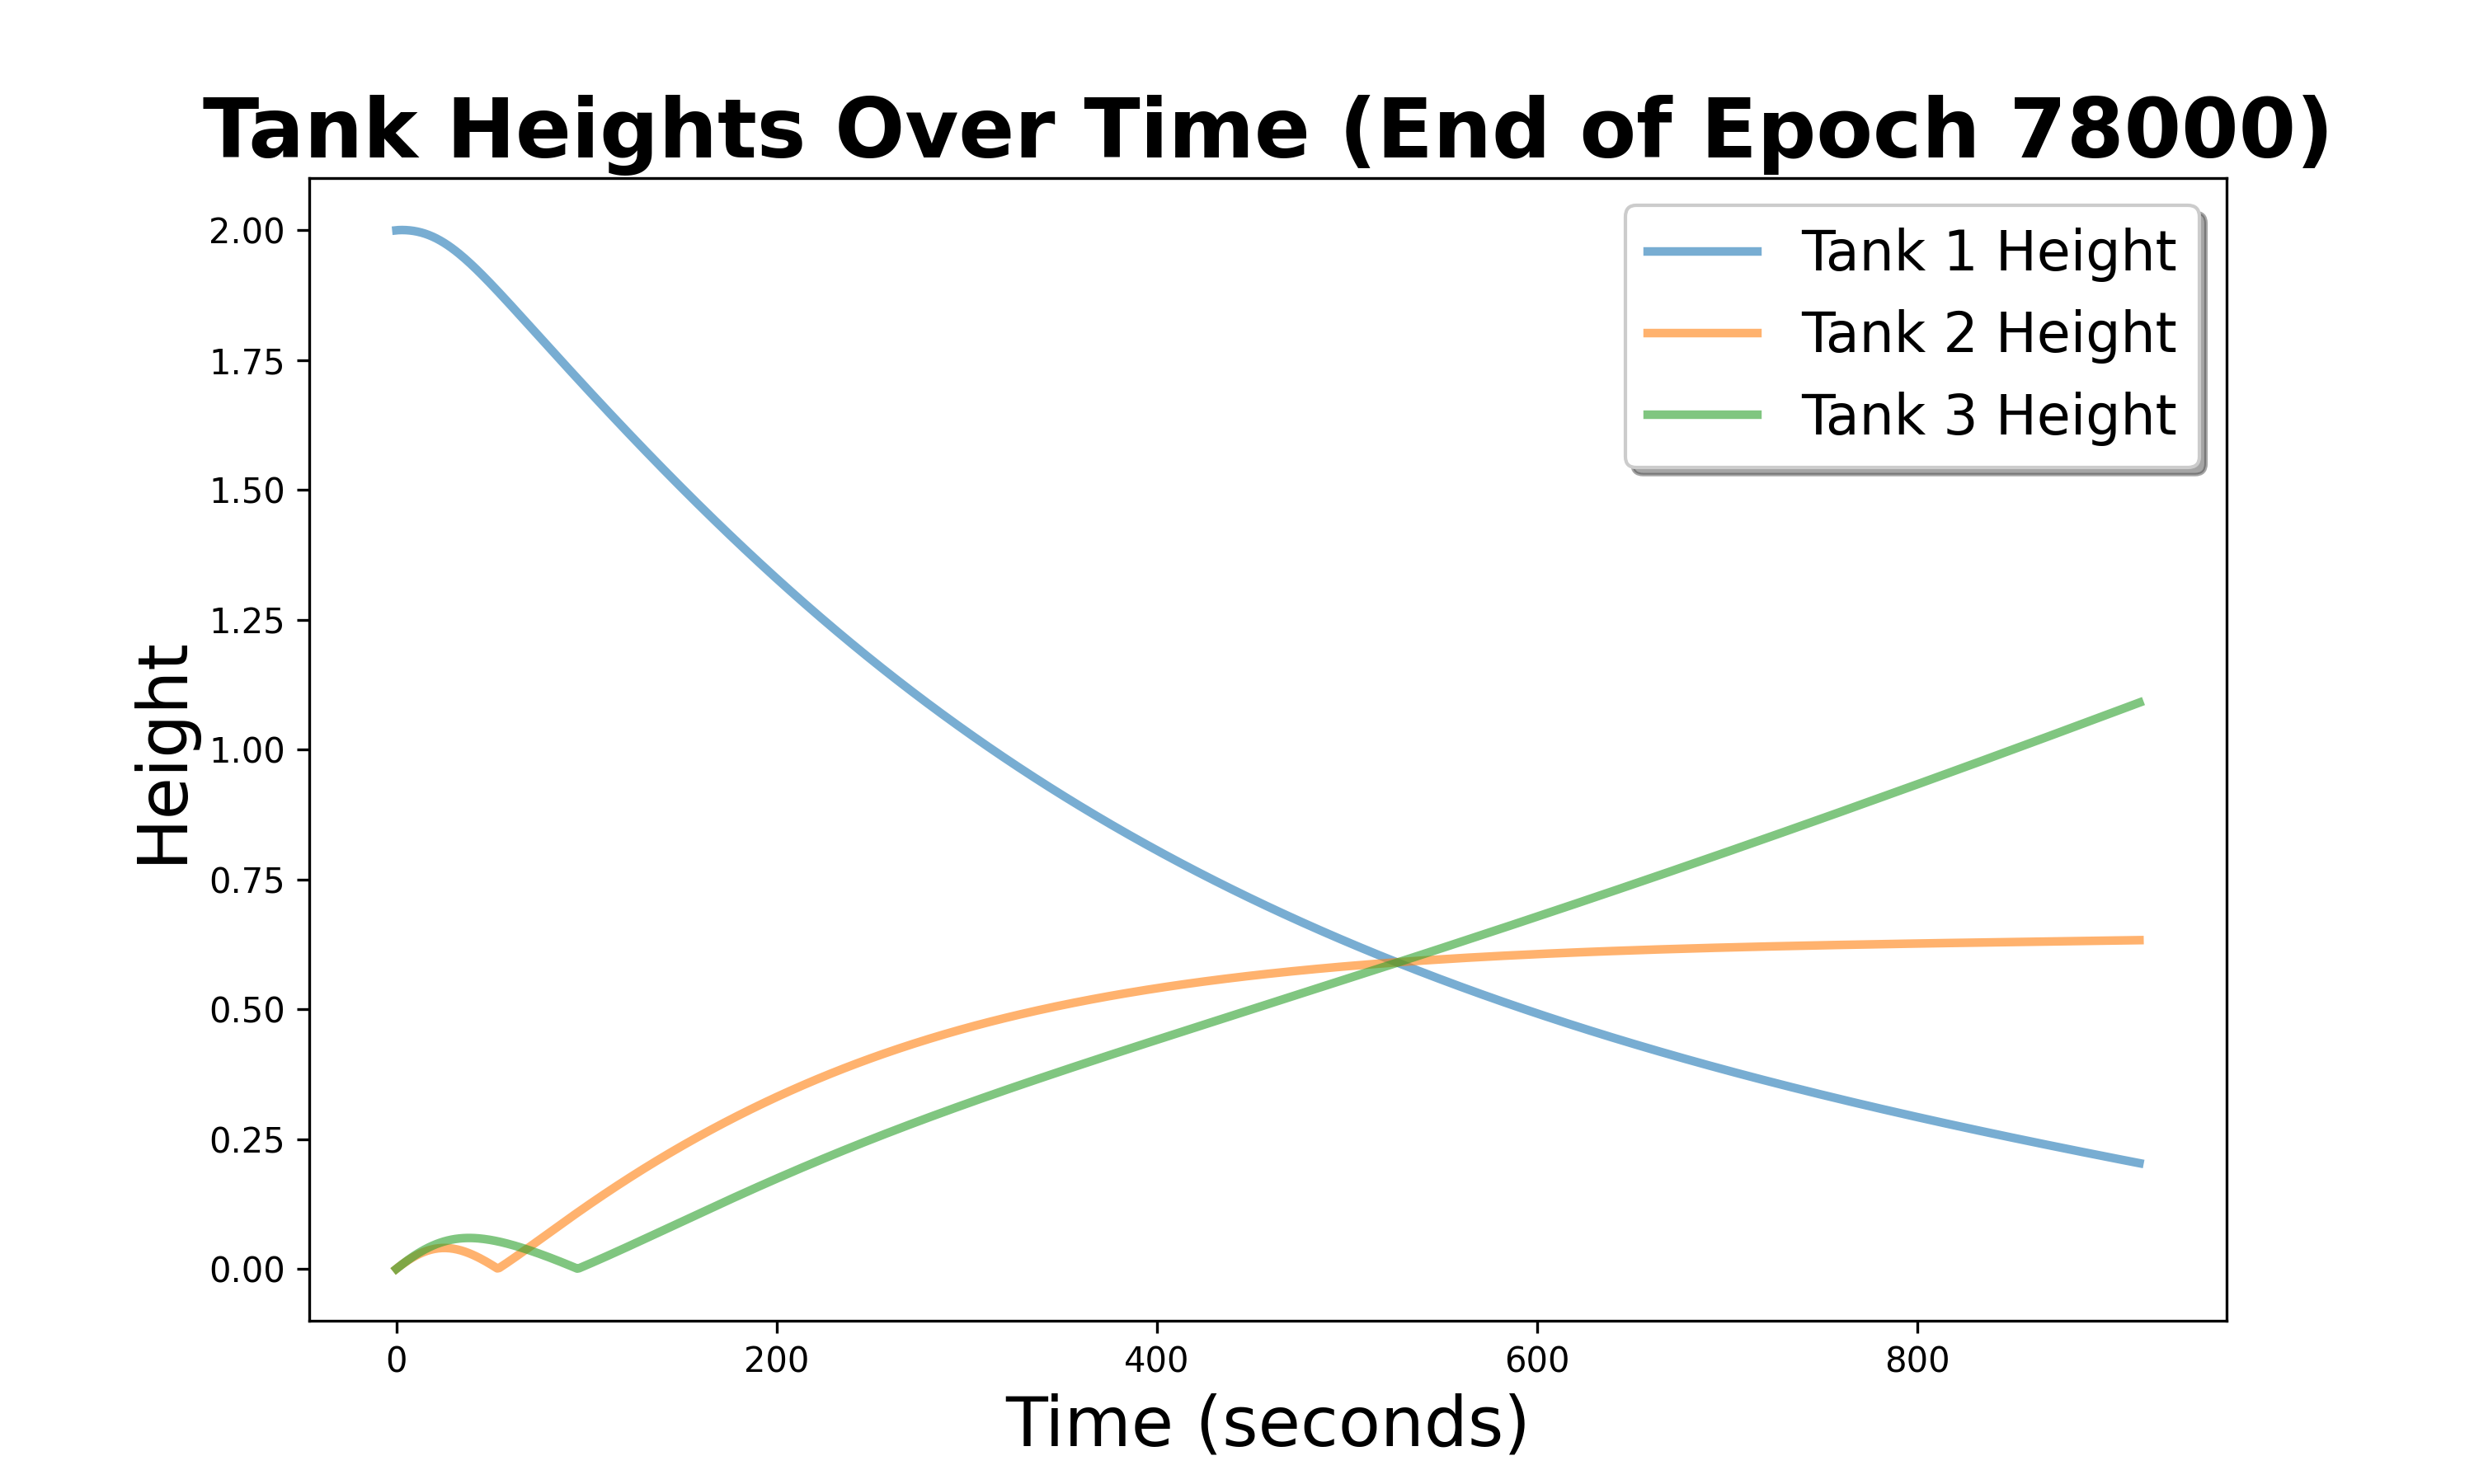 Tank Heights Over Time (End of Epoch 78000)
Tank 1 Height
Tank 2 Height
Tank 3 Height
Height
2.00
1.75
1.50
1.25
1.00
0.75
0.50
0.25
0.00
0 200 400 600 800
Time (seconds)